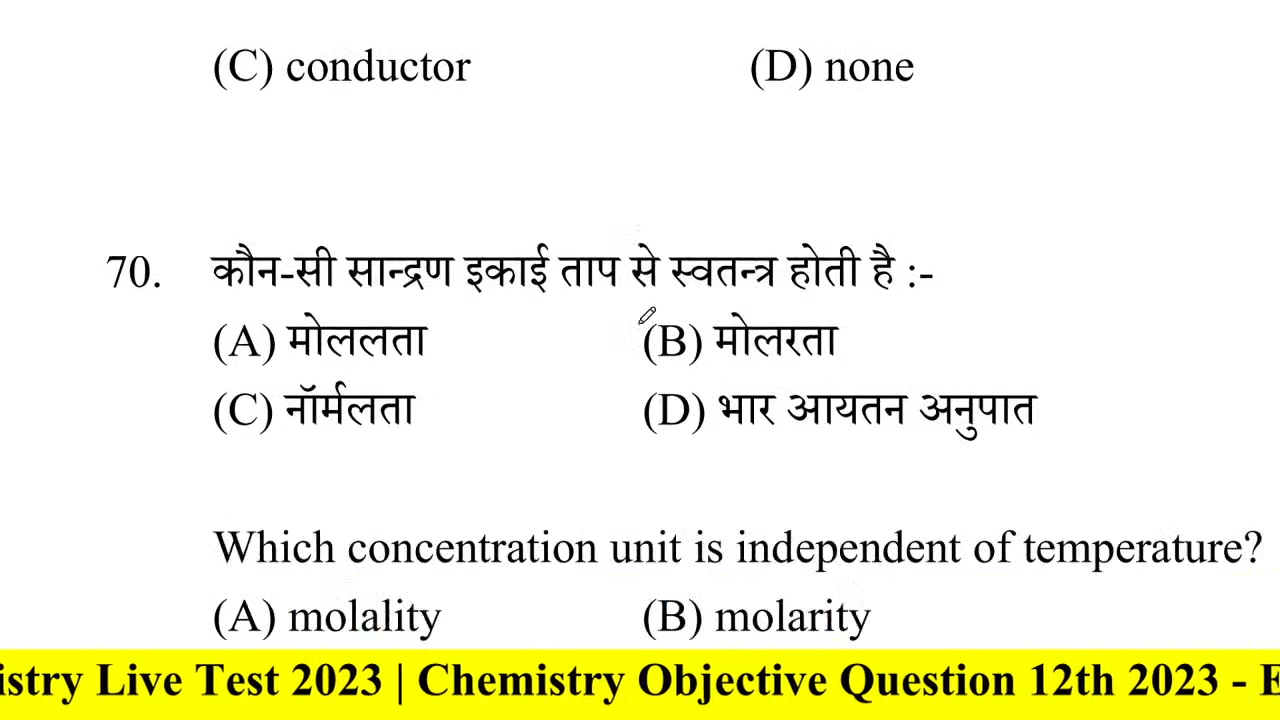 (C) conductor (D) none
70. कौन-सी सान्द्रण इकाई ताप से स्वतन्त्र होती है :-
(A) मोललता (B) मोलरता
(C) नॉर्मलता (D) भार आयतन अनुपात
Which concentration unit is independent of temperature?
(A) molality (B) molarity
istry Live Test 2023 | Chemistry Objective Question 12th 2023 - E